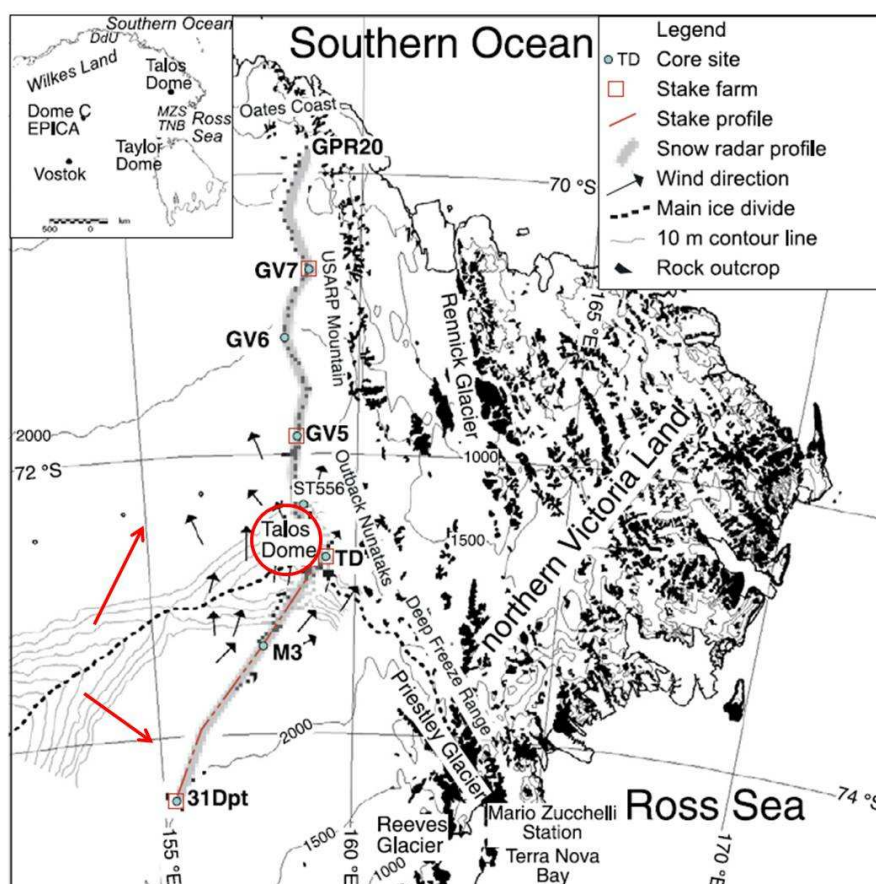 Southern Ocean
DdU
Wilkes Land
Talos
Dome
Dome C
EPICA
MZS
TNB
Ross
Sea
Taylor
Dome
Vostok
500 0 km
Southern Ocean
Legend
TD Core site
Stake farm
Stake profile
Snow radar profile
Wind direction
Main ice divide
10 m contour line
Rock outcrop
Oates Coast
GPR20
70 °S
GV7
USARP Mountain
Rennick Glacier
165 °E
GV6
2000
GV5
72 °S
1000
ST556
Outback Nunataks
Talos
Dome
TD
1500
northern Victoria Land
Deep Freeze Range
M3
Priestley Glacier
2000
31Dpt
Ross Sea
74 °S
Mario Zucchelli
Station
Reeves
Glacier
1500
1000
Terra Nova
Bay
155 °E
160 °E
170 °E